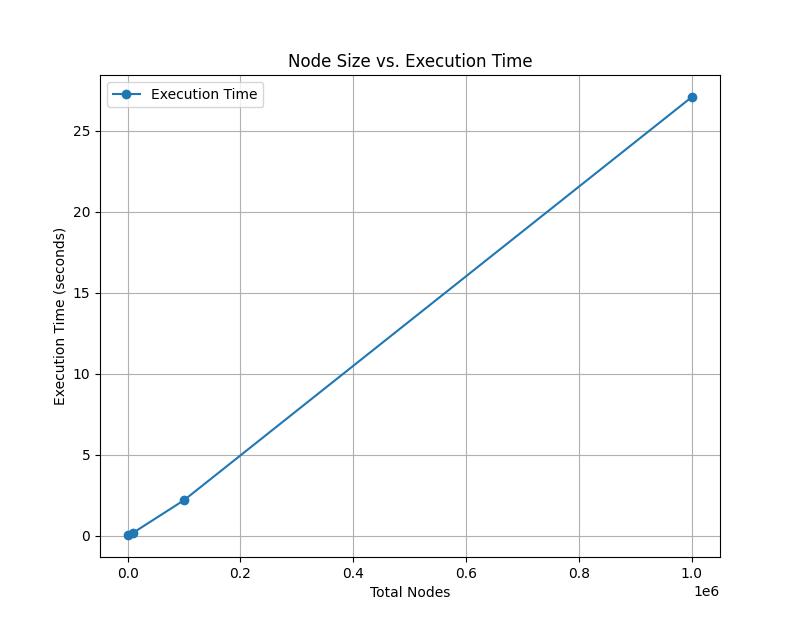 Node Size vs. Execution Time
Execution Time
Execution Time (seconds)
25
20
15
10
5
0
0.0 0.2 0.4 0.6 0.8 1.0
1e6
Total Nodes